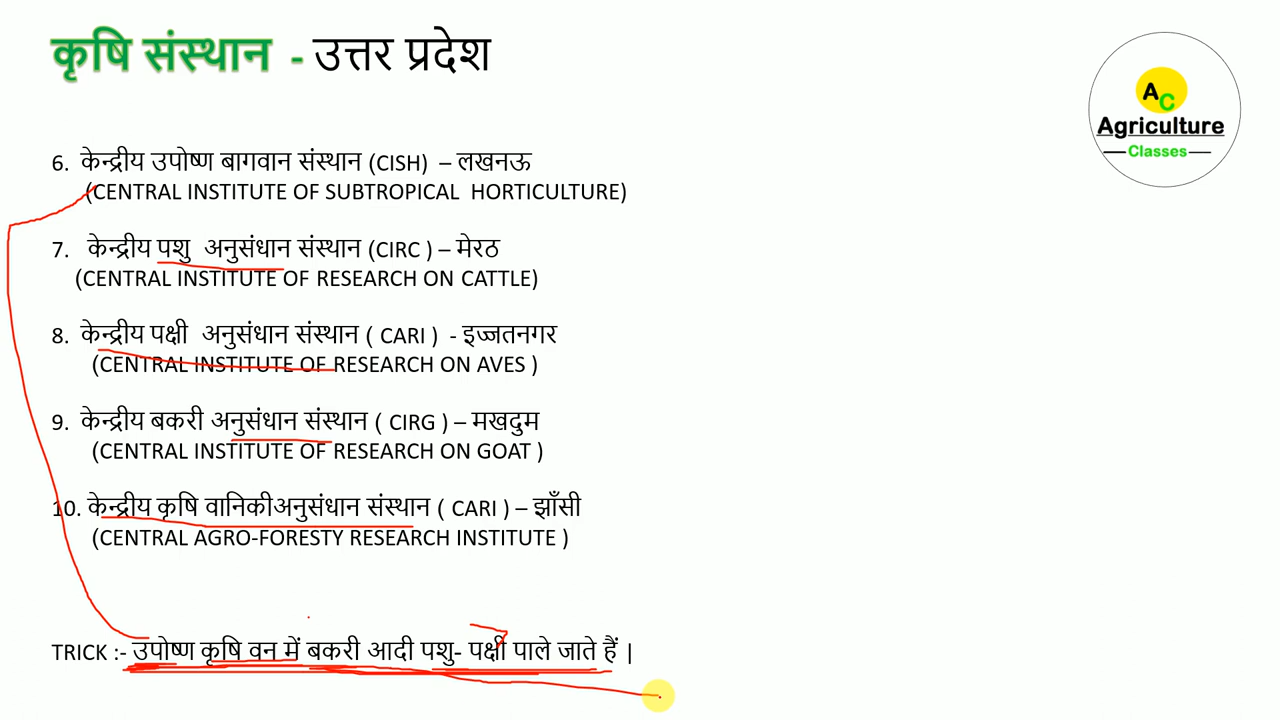 कृषि संस्थान - उत्तर प्रदेश
AC
Agriculture
Classes
6. केन्द्रीय उपोष्ण बागवान संस्थान (CISH) – लखनऊ
(CENTRAL INSTITUTE OF SUBTROPICAL HORTICULTURE)
7. केन्द्रीय पशु अनुसंधान संस्थान (CIRC ) – मेरठ
(CENTRAL INSTITUTE OF RESEARCH ON CATTLE)
8. केन्द्रीय पक्षी अनुसंधान संस्थान ( CARI ) - इज्जतनगर
(CENTRAL INSTITUTE OF RESEARCH ON AVES )
9. केन्द्रीय बकरी अनुसंधान संस्थान ( CIRG ) – मखदुम
(CENTRAL INSTITUTE OF RESEARCH ON GOAT )
10. केन्द्रीय कृषि वानिकीअनुसंधान संस्थान ( CARI ) – झाँसी
(CENTRAL AGRO-FORESTY RESEARCH INSTITUTE )
TRICK :- उपोष्ण कृषि वन में बकरी आदी पशु- पक्षी पाले जाते हैं |